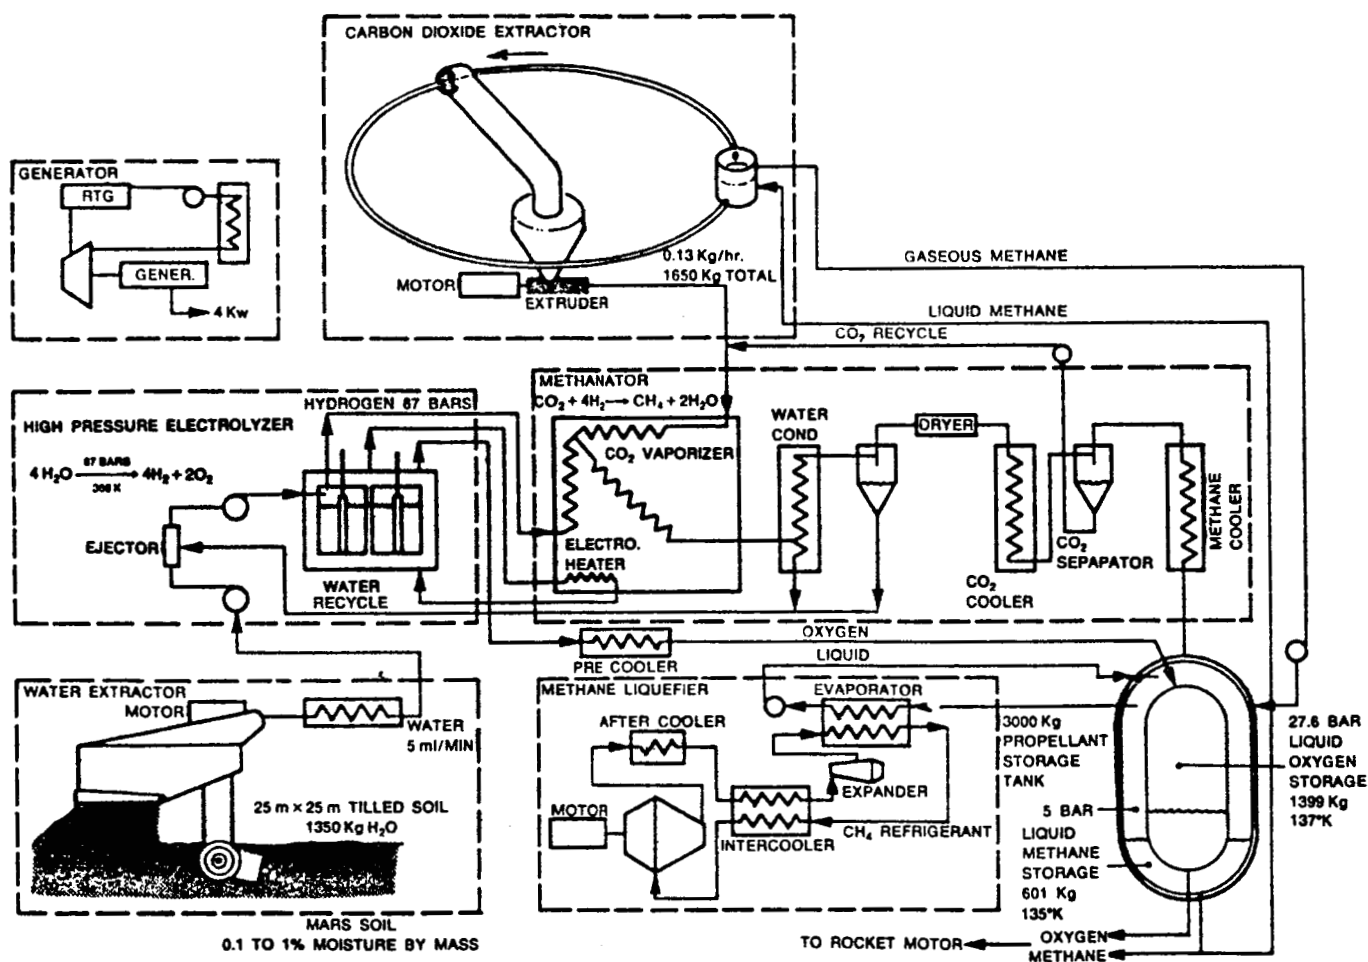 CARBON DIOXIDE EXTRACTOR
GENERATOR
RTG
GENER.
4 Kw
0.13 Kg/hr.
1650 Kg TOTAL
MOTOR
EXTRUDER
GASEOUS METHANE
LIQUID METHANE
CO₂ RECYCLE
HIGH PRESSURE ELECTROLYZER
HYDROGEN 67 BARS
4 H₂O 67 BARS 4H₂ + 2O₂
EJECTOR
WATER
RECYCLE
METHANATOR
CO₂ + 4H₂ → CH₄ + 2H₂O
CO₂ VAPORIZER
ELECTRO.
HEATER
WATER
COND
DRYER
CO₂
COOLER
CO₂
SEPAPATOR
METHANE
COOLER
PRE COOLER
OXYGEN
LIQUID
WATER EXTRACTOR
MOTOR
WATER
5 ml/MIN
25 m × 25 m TILLED SOIL
1350 Kg H₂O
MARS SOIL
0.1 TO 1% MOISTURE BY MASS
METHANE LIQUEFIER
EVAPORATOR
AFTER COOLER
EXPANDER
MOTOR
INTERCOOLER
CH₄ REFRIGERANT
3000 Kg
PROPELLANT
STORAGE
TANK
5 BAR
LIQUID
METHANE
STORAGE
601 Kg
135°K
27.6 BAR
LIQUID
OXYGEN
STORAGE
1399 Kg
137°K
TO ROCKET MOTOR
OXYGEN
METHANE